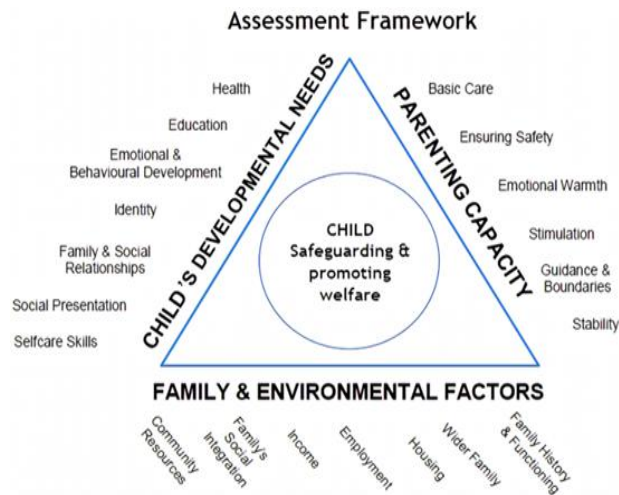 Assessment Framework
Health
Education
Emotional &
Behavioural Development
Identity
Family & Social
Relationships
Social Presentation
Selfcare Skills
CHILD'S DEVELOPMENTAL NEEDS
CHILD
Safeguarding &
promoting
welfare
PARENTING CAPACITY
Basic Care
Ensuring Safety
Emotional Warmth
Stimulation
Guidance &
Boundaries
Stability
FAMILY & ENVIRONMENTAL FACTORS
Community
Resources
Family's
Social
Integration
Income
Employment
Housing
Wider Family
Family History
& Functioning